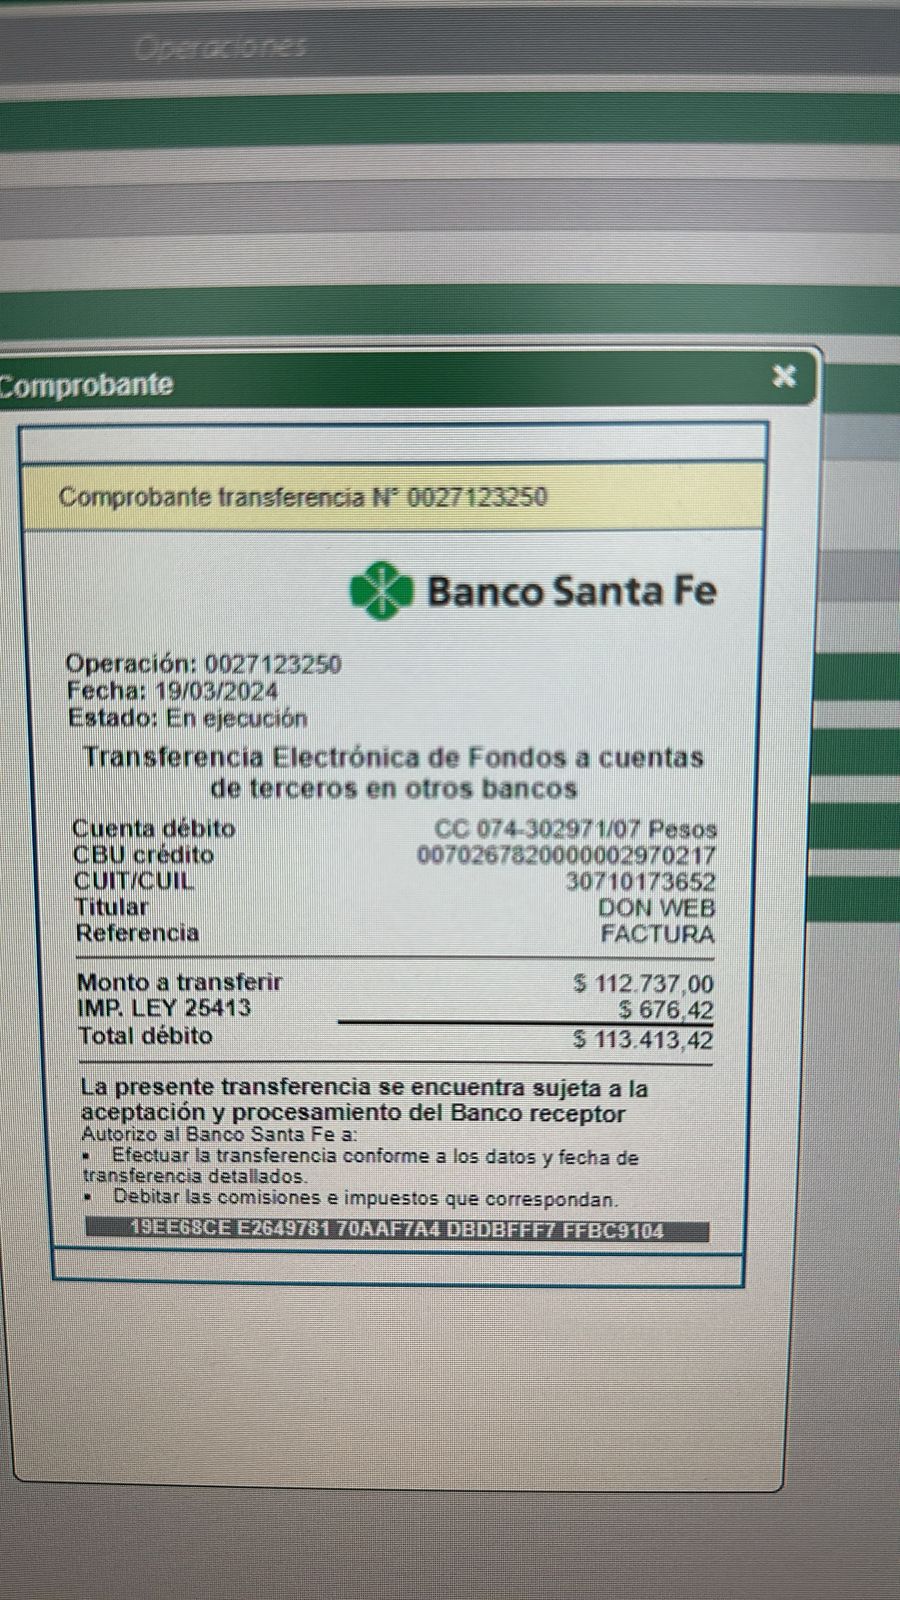 Operaciones
Comprobante
Comprobante transferencia N° 0027123250
Banco Santa Fe
Operación: 0027123250
Fecha: 19/03/2024
Estado: En ejecución
Transferencia Electrónica de Fondos a cuentas
de terceros en otros bancos
Cuenta débito CC 074-302971/07 Pesos
CBU crédito 0070267820000002970217
CUIT/CUIL 30710173652
Titular DON WEB
Referencia FACTURA
Monto a transferir $ 112.737,00
IMP. LEY 25413 $ 676,42
Total débito $ 113.413,42
La presente transferencia se encuentra sujeta a la
aceptación y procesamiento del Banco receptor
Autorizo al Banco Santa Fe a:
▪ Efectuar la transferencia conforme a los datos y fecha de
transferencia detallados.
▪ Debitar las comisiones e impuestos que correspondan.
19EE68CE E2649781 70AAF7A4 DBDBFFF7 FFBC9104